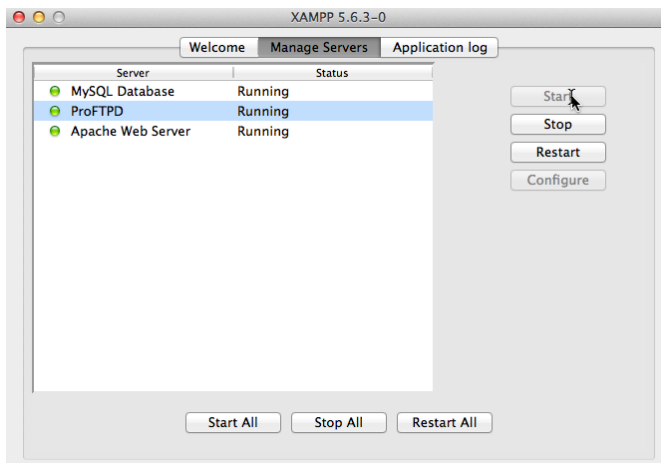 XAMPP 5.6.3-0
Welcome Manage Servers Application log
Server Status
MySQL Database Running
ProFTPD Running
Apache Web Server Running
Start
Stop
Restart
Configure
Start All Stop All Restart All